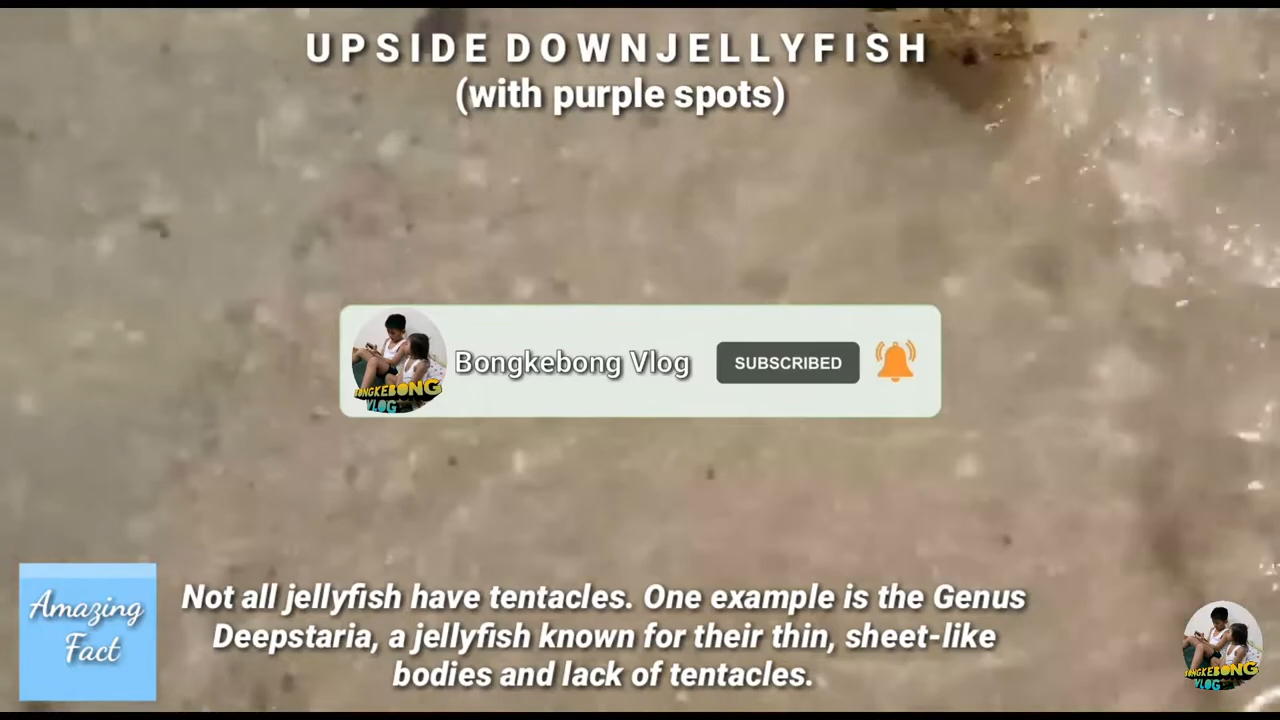 UPSIDE DOWNJELLYFISH
(with purple spots)
BONGKEBONG
VLOG
Bongkebong Vlog
SUBSCRIBED
Amazing
Fact
Not all jellyfish have tentacles. One example is the Genus
Deepstaria, a jellyfish known for their thin, sheet-like
bodies and lack of tentacles.
BONGKEBONG
VLOG